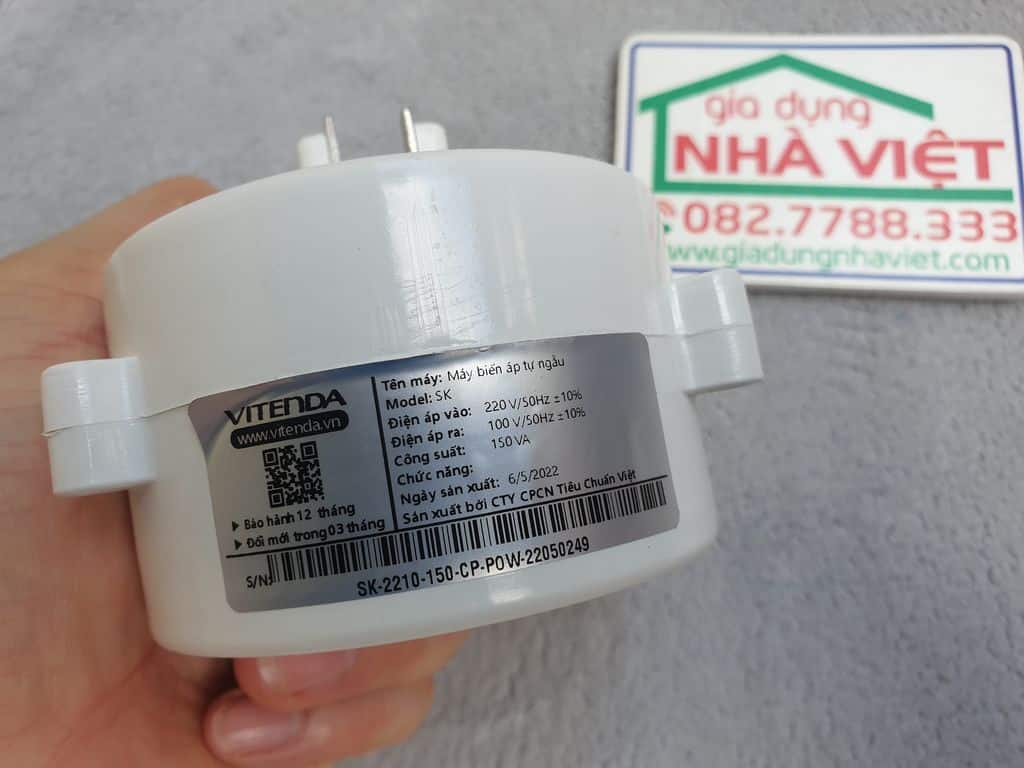 gia dụng
NHÀ VIỆT
082.7788.333
www.giadungnhaviet.com
VITENDA
www.vitenda.vn
Bảo hành 12 tháng
Đổi mới trong 03 tháng
Tên máy: Máy biến áp tự ngẫu
Model: SK
Điện áp vào: 220 V/50Hz ±10%
Điện áp ra: 100 V/50Hz ±10%
Công suất: 150 VA
Chức năng:
Ngày sản xuất: 6/5/2022
Sản xuất bởi CTY CPCN Tiêu Chuẩn Việt
S/N:
SK-2210-150-CP-POW-22050249